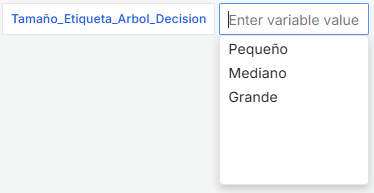 Tamaño_Etiqueta_Arbol_Decision
Enter variable value
Pequeño
Mediano
Grande